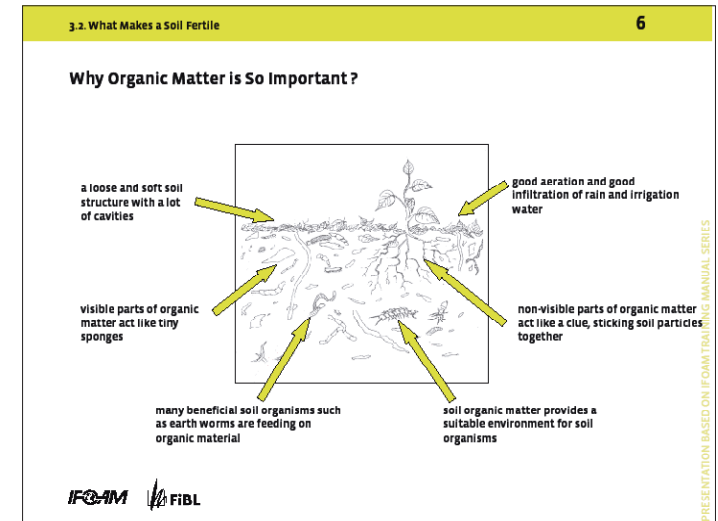 3.2. What Makes a Soil Fertile
6
Why Organic Matter is So Important ?
a loose and soft soil
structure with a lot
of cavities
good aeration and good
infiltration of rain and irrigation
water
visible parts of organic
matter act like tiny
sponges
non-visible parts of organic matter
act like a clue, sticking soil particles
together
many beneficial soil organisms such
as earth worms are feeding on
organic material
soil organic matter provides a
suitable environment for soil
organisms
PRESENTATION BASED ON IFOAM TRAINING MANUAL SERIES
IFOAM
FiBL